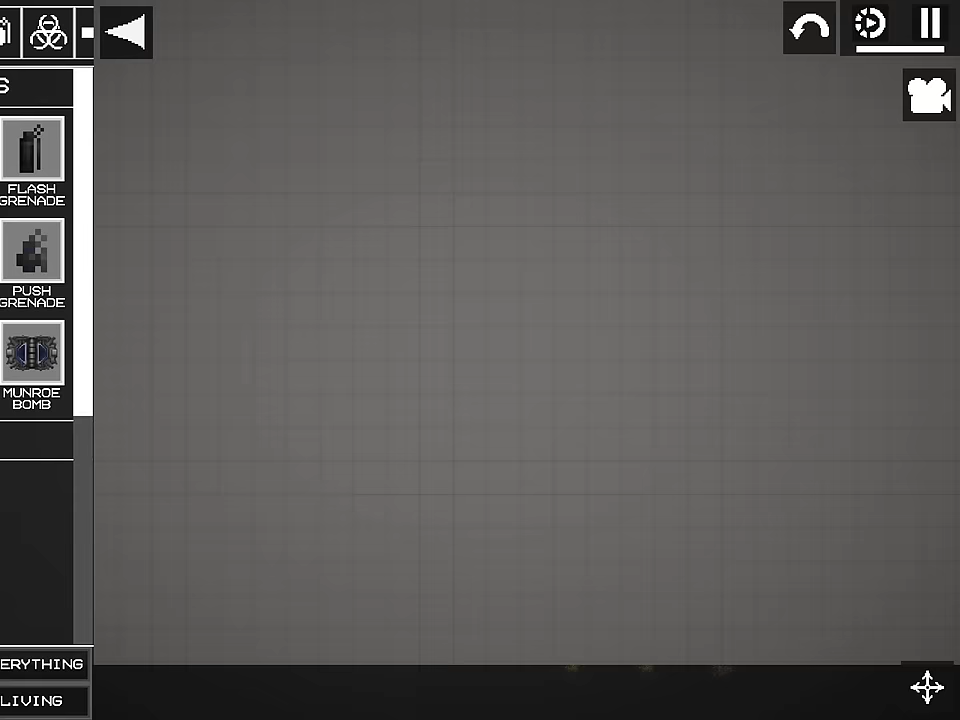 S
FLASH
GRENADE
PUSH
GRENADE
MUNROE
BOMB
ERYTHING
LIVING